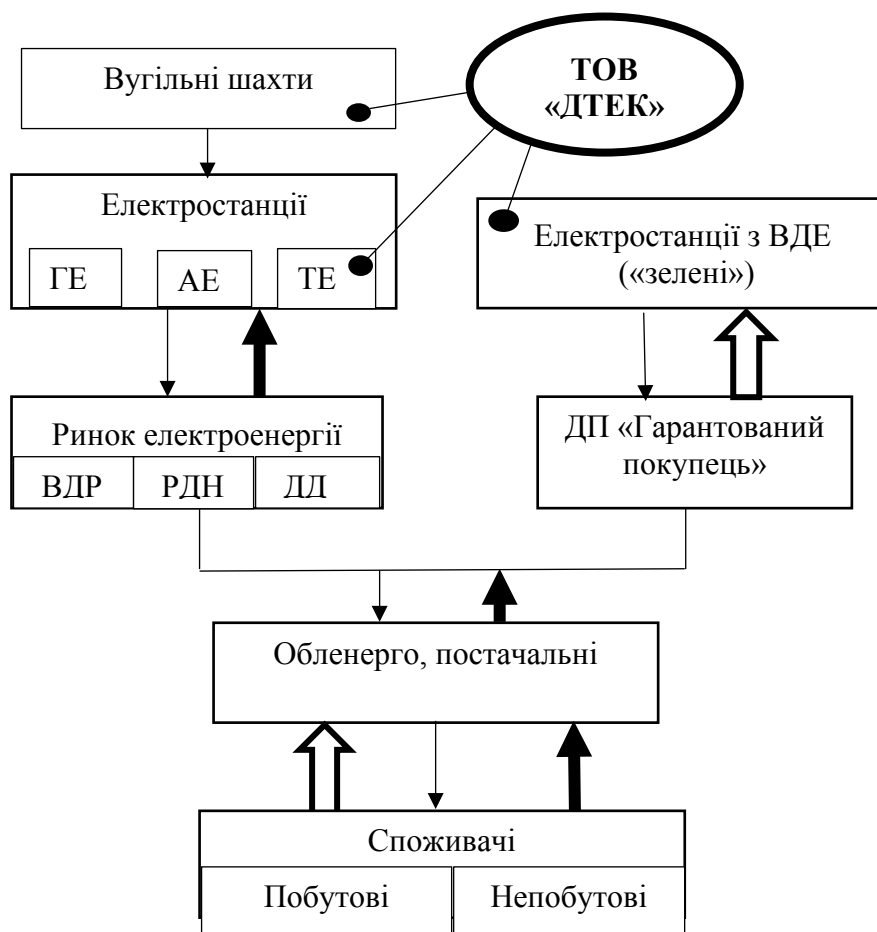 Вугільні шахти
ТОВ
«ДТЕК»
Електростанції
ГЕ
АЕ
ТЕ
Електростанції з ВДЕ
(«зелені»)
Ринок електроенергії
ВДР
РДН
ДД
ДП «Гарантований
покупець»
Обленерго, постачальні
Споживачі
Побутові
Непобутові